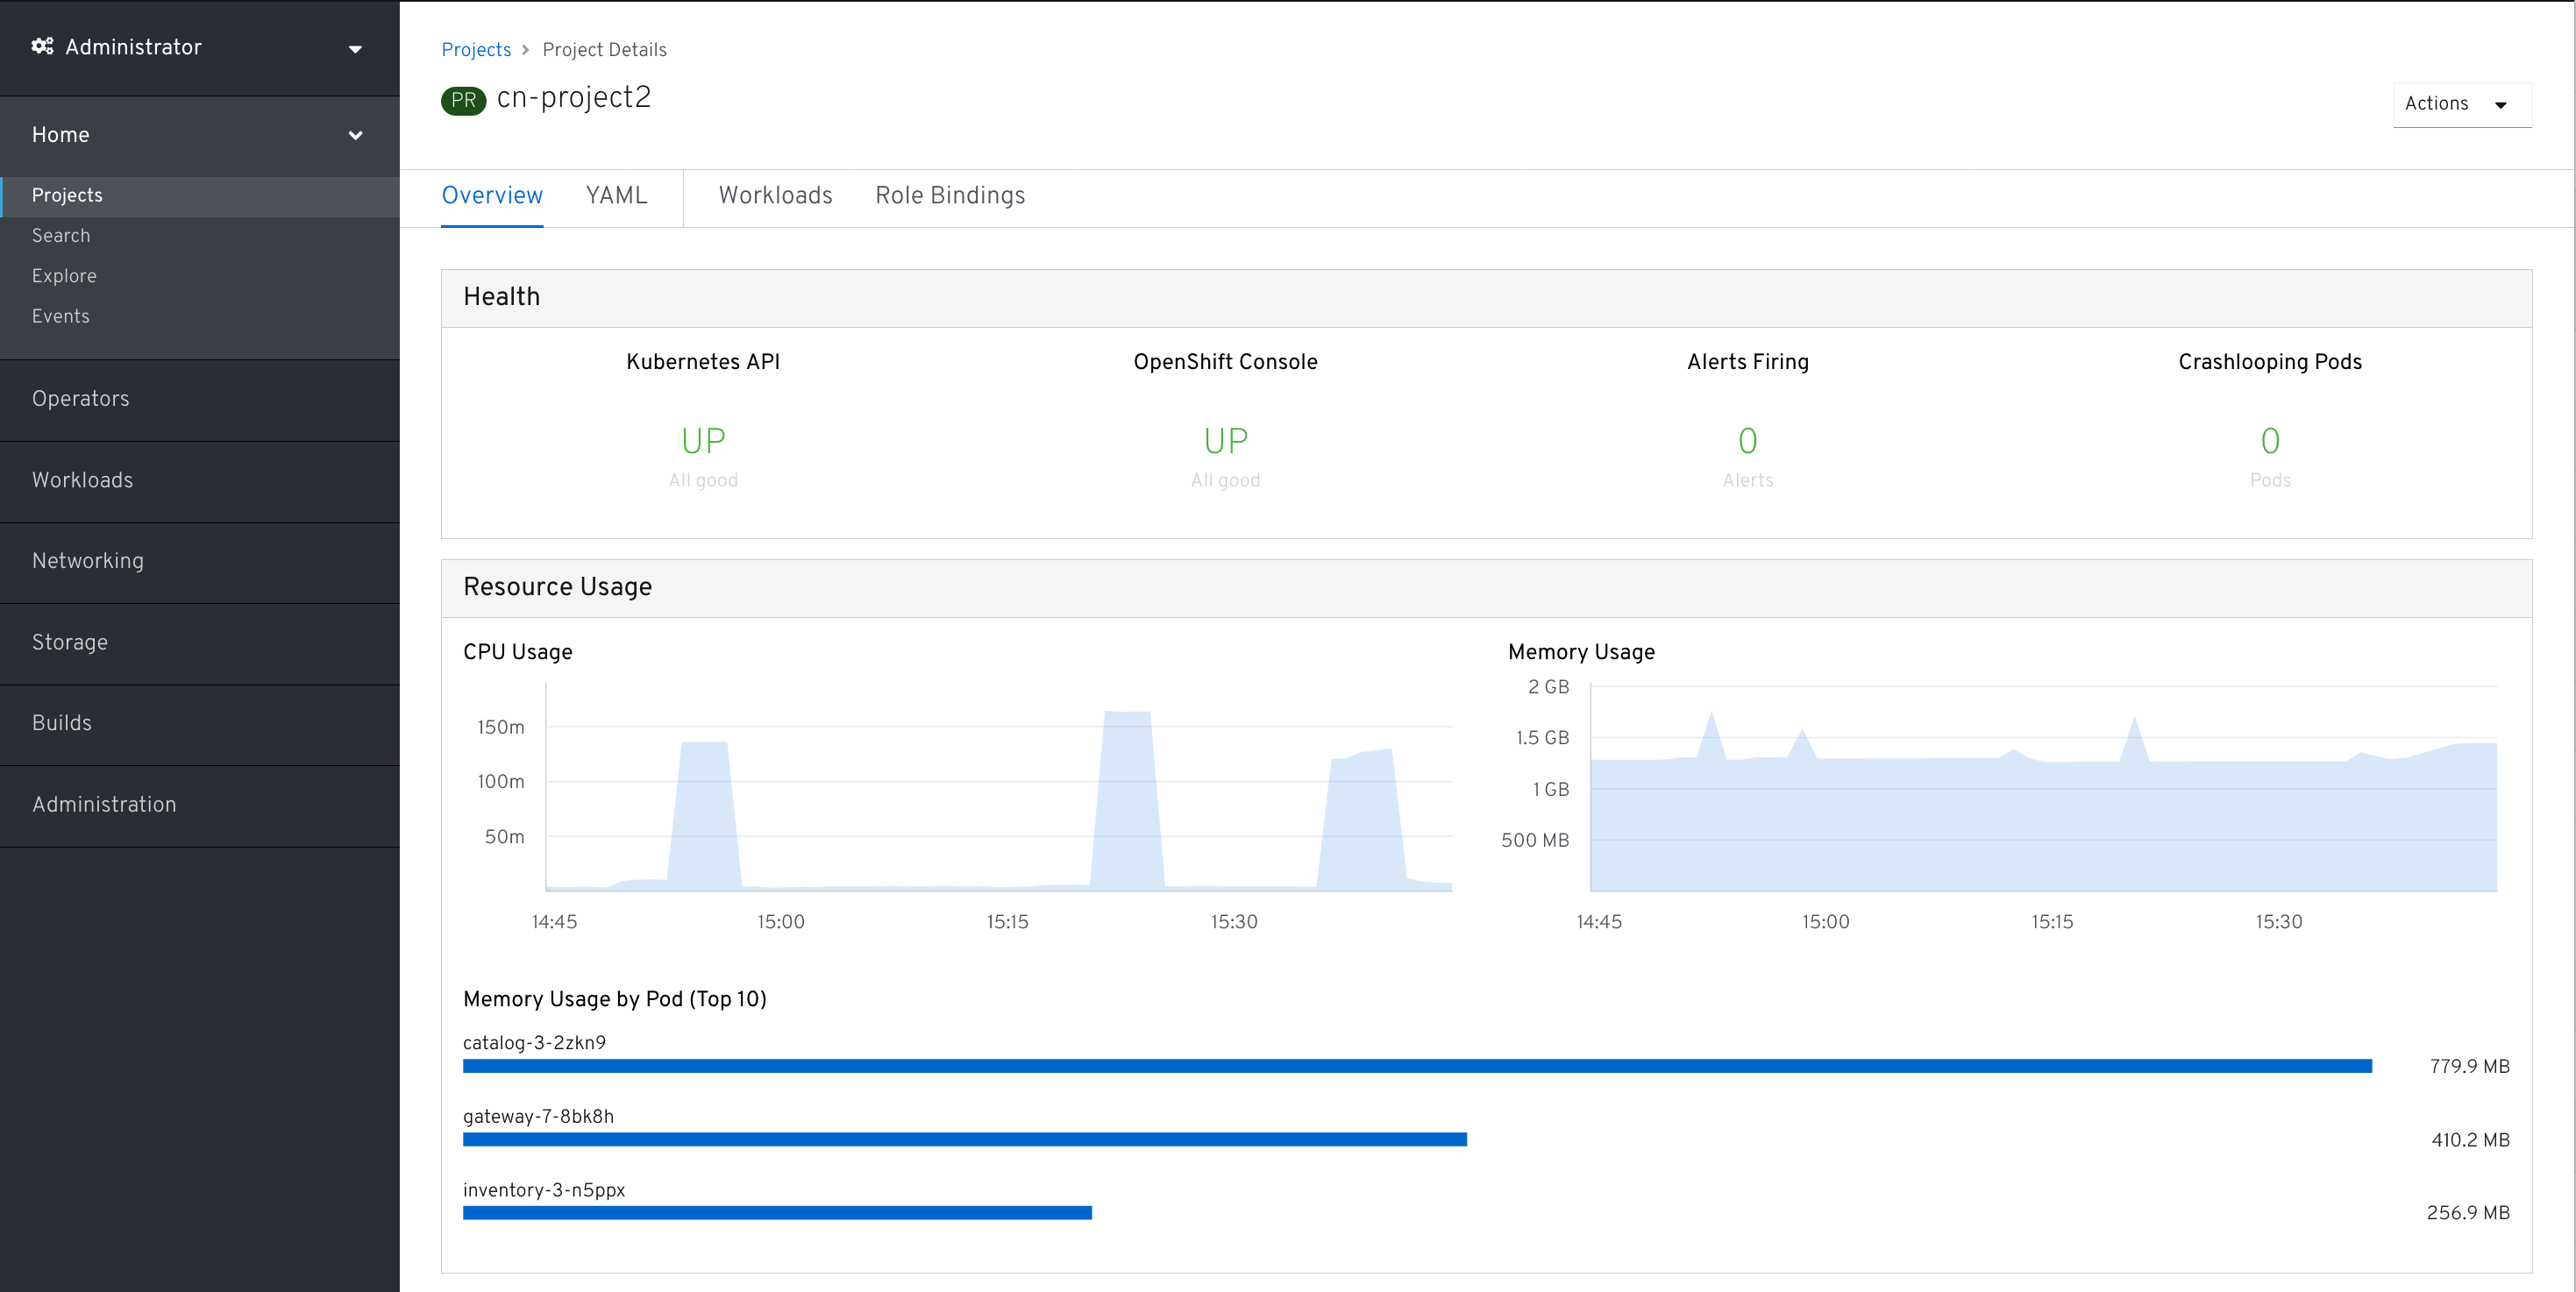 Administrator
Home
Projects
Search
Explore
Events
Operators
Workloads
Networking
Storage
Builds
Administration
Projects > Project Details
PR cn-project2
Actions
Overview YAML Workloads Role Bindings
Health
Kubernetes API OpenShift Console Alerts Firing Crashlooping Pods
UP UP 0 0
All good All good Alerts Pods
Resource Usage
CPU Usage
150m
100m
50m
14:45 15:00 15:15 15:30
Memory Usage
2 GB
1.5 GB
1 GB
500 MB
14:45 15:00 15:15 15:30
Memory Usage by Pod (Top 10)
catalog-3-2zkn9
779.9 MB
gateway-7-8bk8h
410.2 MB
inventory-3-n5ppx
256.9 MB